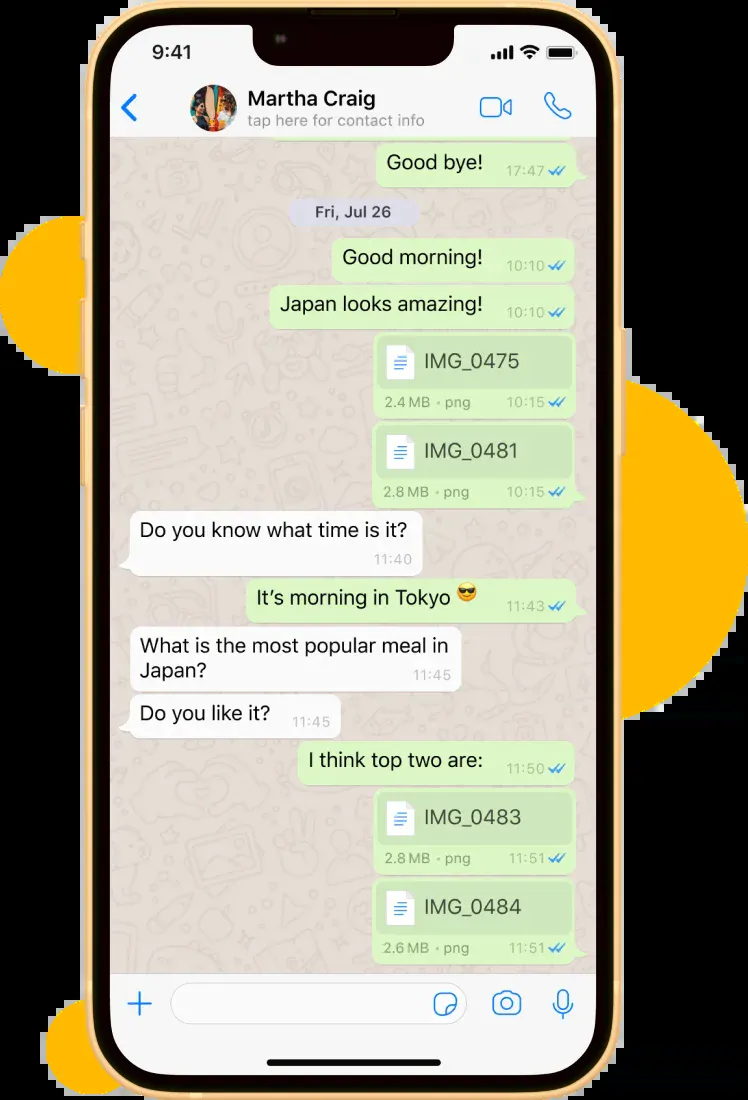 9:41
Martha Craig
tap here for contact info
Good bye!
17:47
Fri, Jul 26
Good morning!
10:10
Japan looks amazing!
10:10
IMG_0475
2.4 MB • png
10:15
IMG_0481
2.8 MB • png
10:15
Do you know what time is it?
11:40
It’s morning in Tokyo 😎
11:43
What is the most popular meal in
Japan?
11:45
Do you like it?
11:45
I think top two are:
11:50
IMG_0483
2.8 MB • png
11:51
IMG_0484
2.6 MB • png
11:51